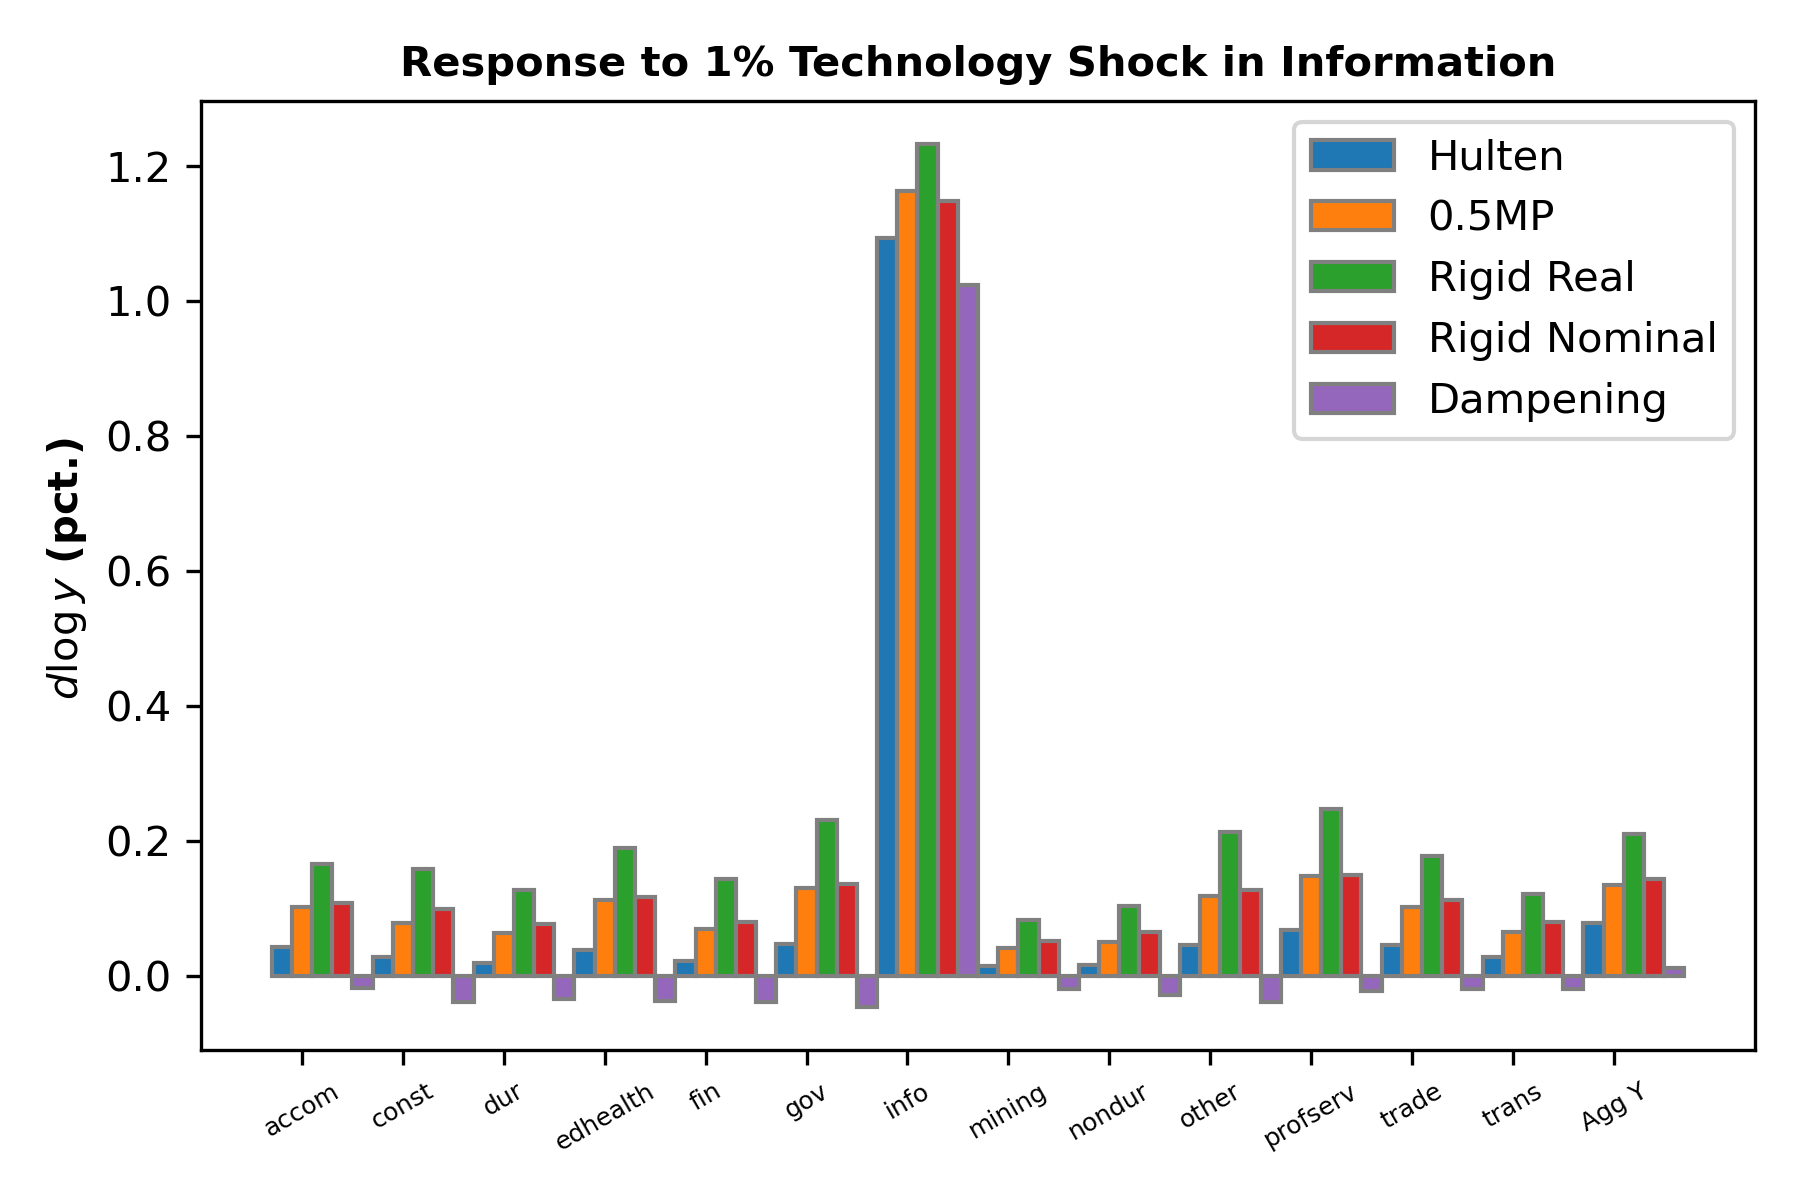 Response to 1% Technology Shock in Information
dlog y (pct.)
1.2
1.0
0.8
0.6
0.4
0.2
0.0
Hulten
0.5MP
Rigid Real
Rigid Nominal
Dampening
accom const dur edhealth fin gov info mining nondur other profserv trade trans Agg Y